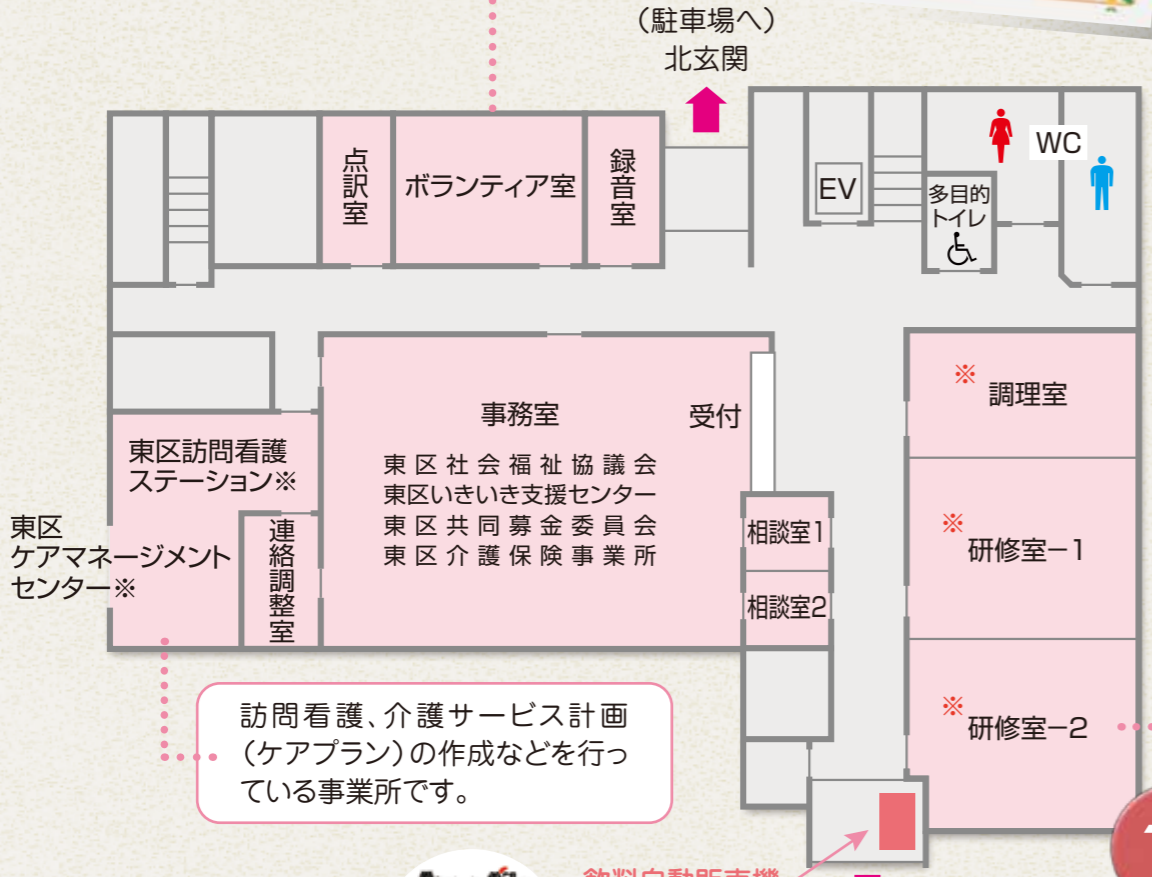 （駐車場へ）
北玄関
点訳室
ボランティア室
録音室
EV
WC
多目的
トイレ
事務室
受付
東区社会福祉協議会
東区いきいき支援センター
東区共同募金委員会
東区介護保険事業所
※
調理室
東区訪問看護
ステーション※
東区
ケアマネージメント
センター※
連絡調整室
相談室1
相談室2
※
研修室−1
※
研修室−2
訪問看護、介護サービス計画
（ケアプラン）の作成などを行っ
ている事業所です。
飲料自動販売機